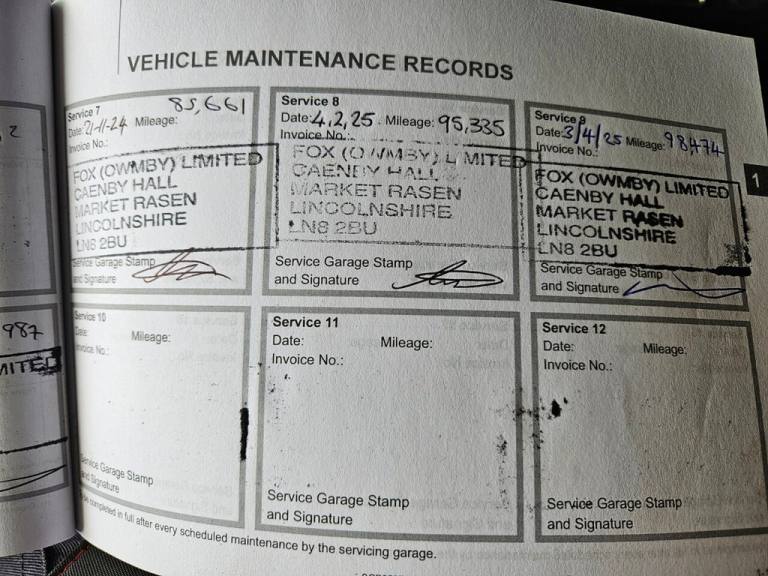 VEHICLE MAINTENANCE RECORDS
Service 7
Date: 21-11-24 Mileage: 85,661
Invoice No.:
FOX (OWMBY) LIMITED
CAENBY HALL
MARKET RASEN
LINCOLNSHIRE
LN8 2BU
Service Garage Stamp
and Signature
Service 8
Date: 4,2,25. Mileage: 95,335
Invoice No.:
FOX (OWMBY) LIMITED
CAENBY HALL
MARKET RASEN
LINCOLNSHIRE
LN8 2BU
Service Garage Stamp
and Signature
Service 9
Date: 3/4/25 Mileage: 98474
Invoice No.:
FOX (OWMBY) LIMITED
CAENBY HALL
MARKET RASEN
LINCOLNSHIRE
LN8 2BU
Service Garage Stamp
and Signature
1
987
MITED
Service 10
Date: Mileage:
Invoice No.:
Service Garage Stamp
and Signature
Service 11
Date: Mileage:
Invoice No.:
Service Garage Stamp
and Signature
Service 12
Date: Mileage:
Invoice No.:
Service Garage Stamp
and Signature
be completed in full after every scheduled maintenance by the servicing garage.